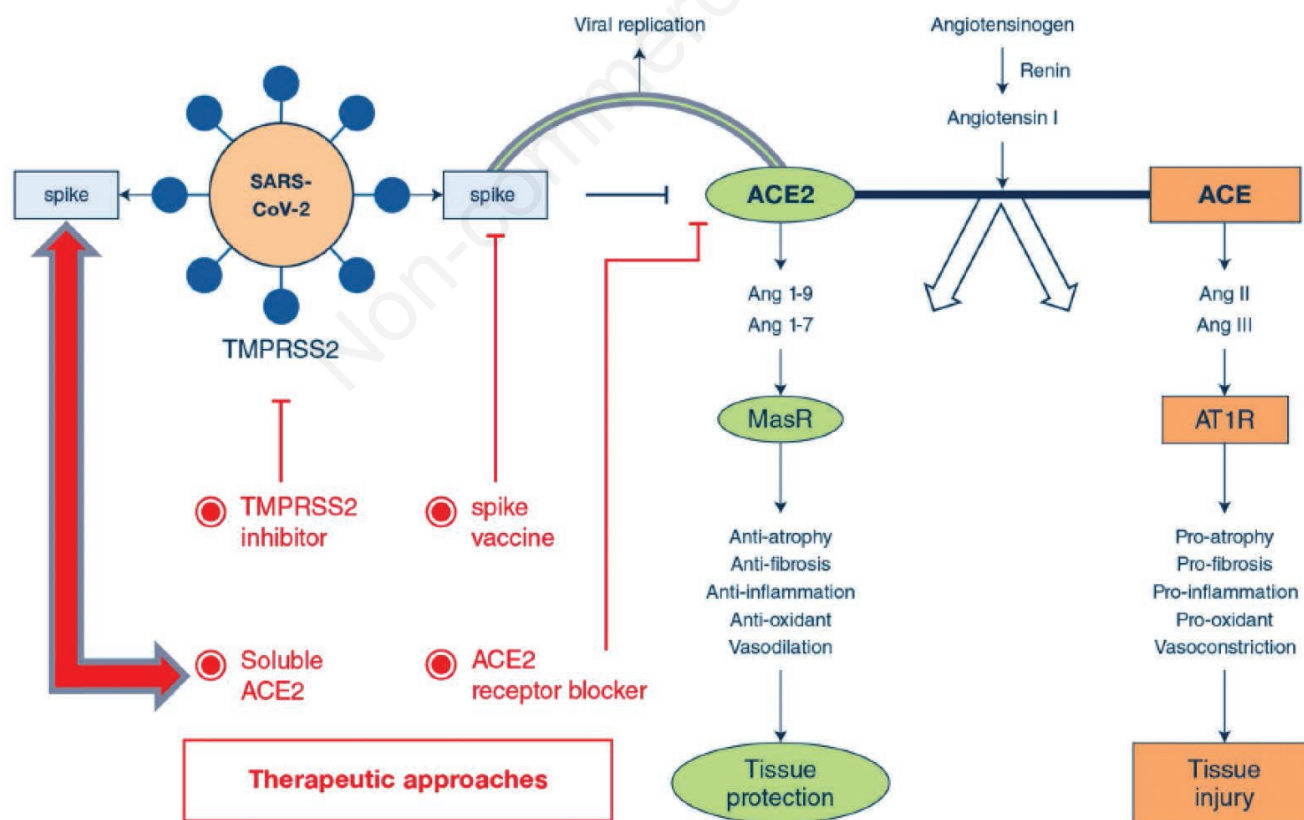 Viral replication
Angiotensinogen
Renin
Angiotensin I
spike
SARS-
CoV-2
spike
ACE2
ACE
TMPRSS2
Ang 1-9
Ang 1-7
Ang II
Ang III
MasR
AT1R
TMPRSS2
inhibitor
spike
vaccine
Anti-atrophy
Anti-fibrosis
Anti-inflammation
Anti-oxidant
Vasodilation
Pro-atrophy
Pro-fibrosis
Pro-inflammation
Pro-oxidant
Vasoconstriction
Soluble
ACE2
ACE2
receptor blocker
Therapeutic approaches
Tissue
protection
Tissue
injury
Non-commerc